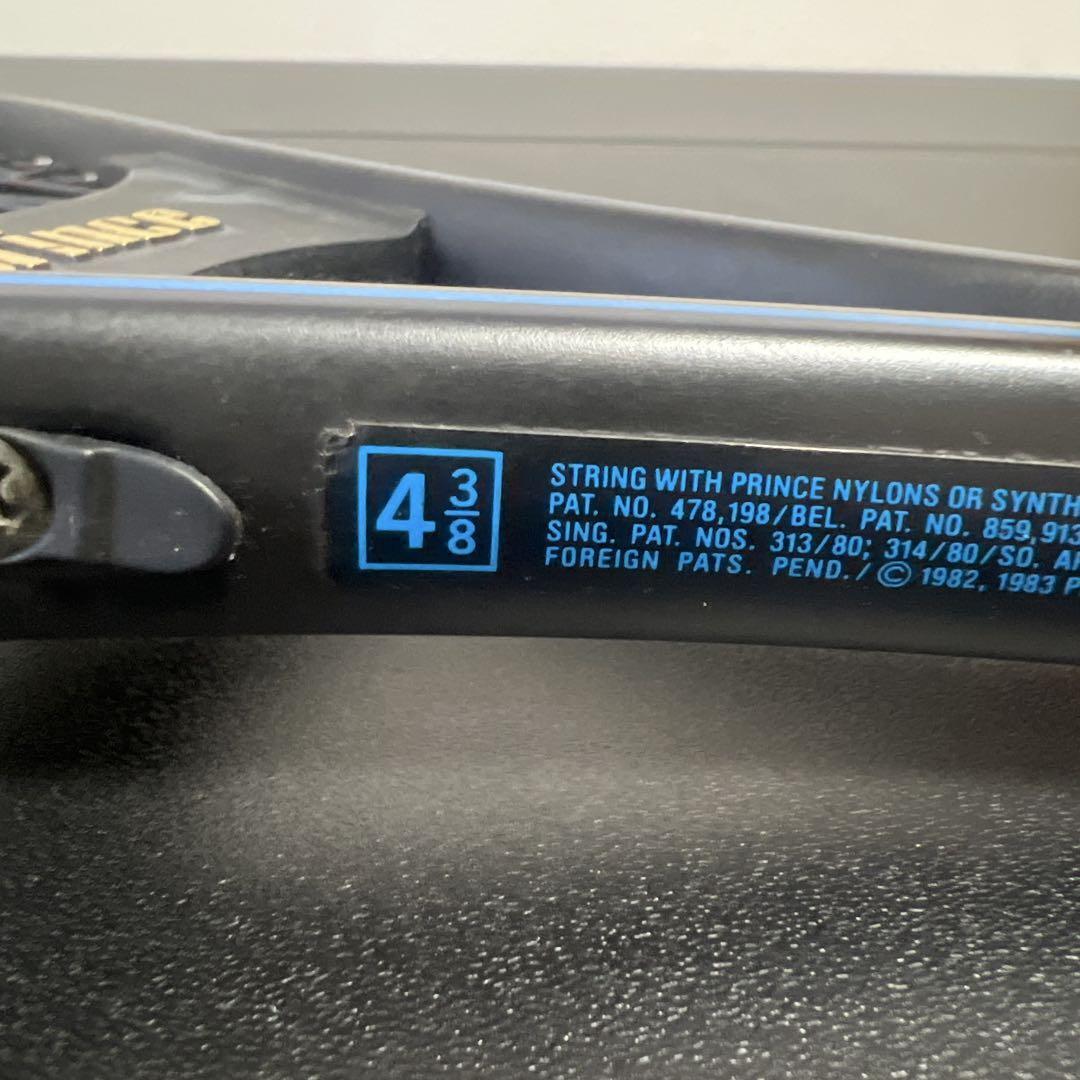 4 3/8
STRING WITH PRINCE NYLONS OR
PAT. NO. 478,198/BEL. PAT. NO. 859,913
SING. PAT. NOS. 313/80; 314/80/SO.
FOREIGN PATS. PEND./© 1982, 1983